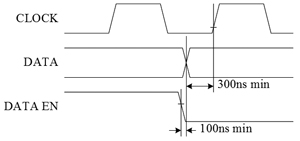 CLOCK
DATA
300ns min
DATA EN
100ns min